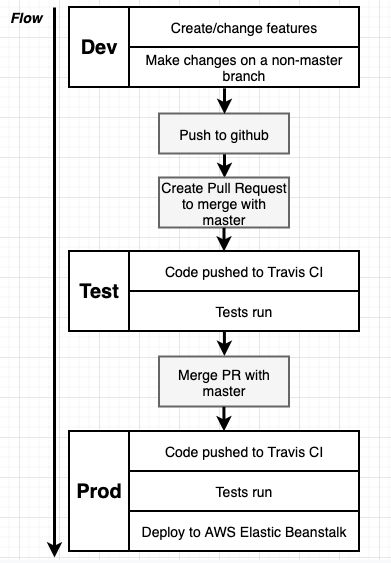 Flow
Dev
Create/change features
Make changes on a non-master
branch
Push to github
Create Pull Request
to merge with
master
Test
Code pushed to Travis CI
Tests run
Merge PR with
master
Prod
Code pushed to Travis CI
Tests run
Deploy to AWS Elastic Beanstalk